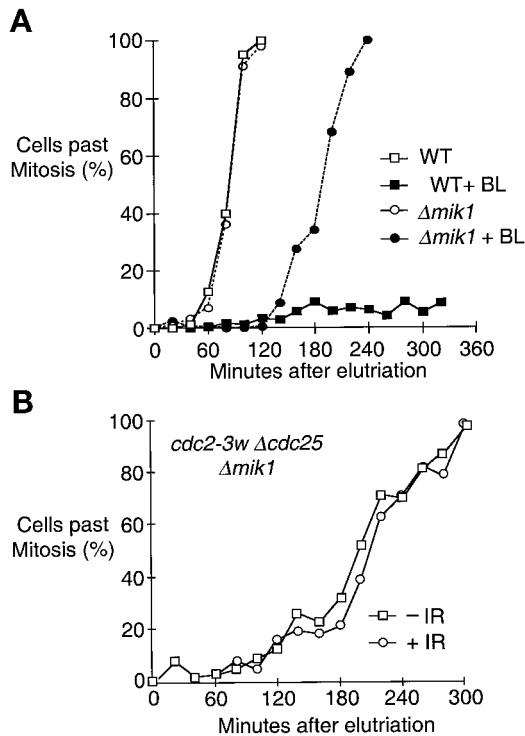 A
100
80
60
40
20
0
Cells past
Mitosis (%)
WT
WT + BL
Δmik1
Δmik1 + BL
0 60 120 180 240 300 360
Minutes after elutriation
B
100
80
60
40
20
0
Cells past
Mitosis (%)
cdc2-3w Δcdc25
Δmik1
– IR
+ IR
0 60 120 180 240 300
Minutes after elutriation